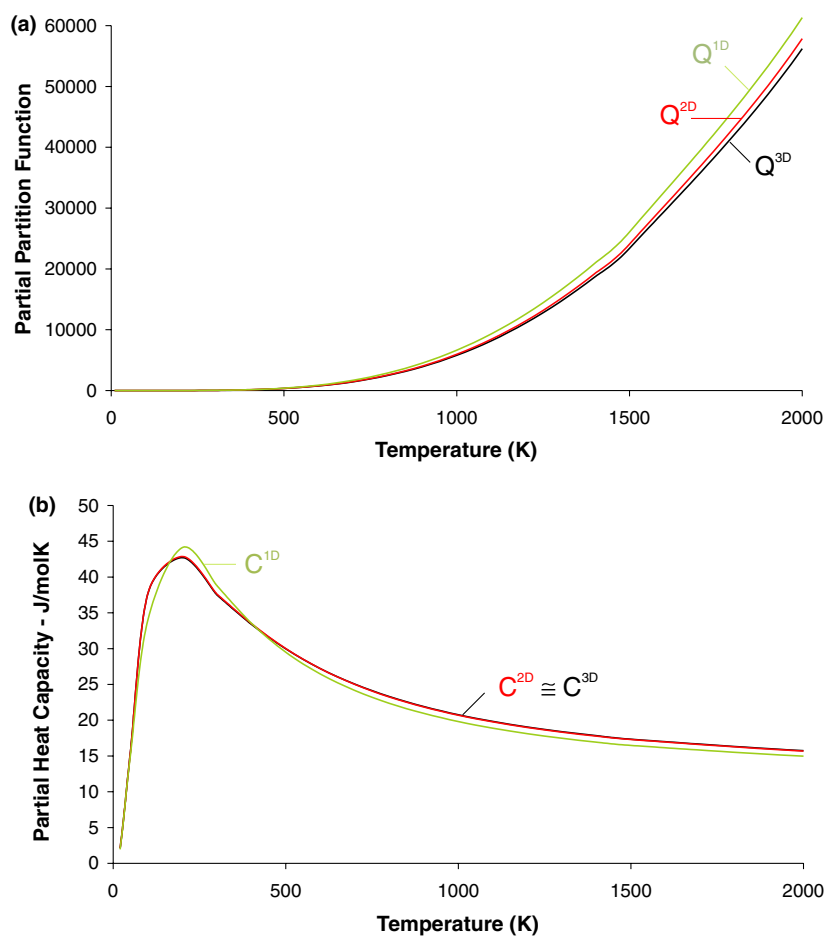 (a)
60000
50000
40000
30000
20000
10000
0
Partial Partition Function
Q1D
Q2D
Q3D
0 500 1000 1500 2000
Temperature (K)
(b)
50
45
40
35
30
25
20
15
10
5
0
Partial Heat Capacity - J/molK
C1D
C2D ≅ C3D
0 500 1000 1500 2000
Temperature (K)